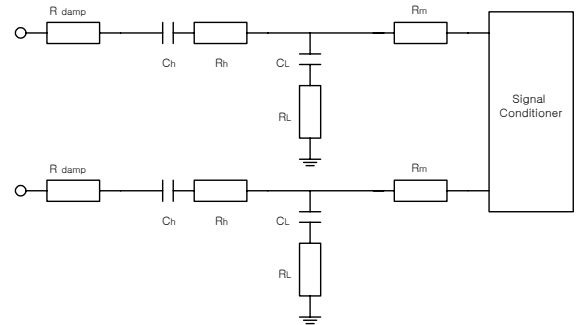 R damp
Rm
Ch
Rh
CL
RL
Signal
Conditioner
R damp
Rm
Ch
Rh
CL
RL